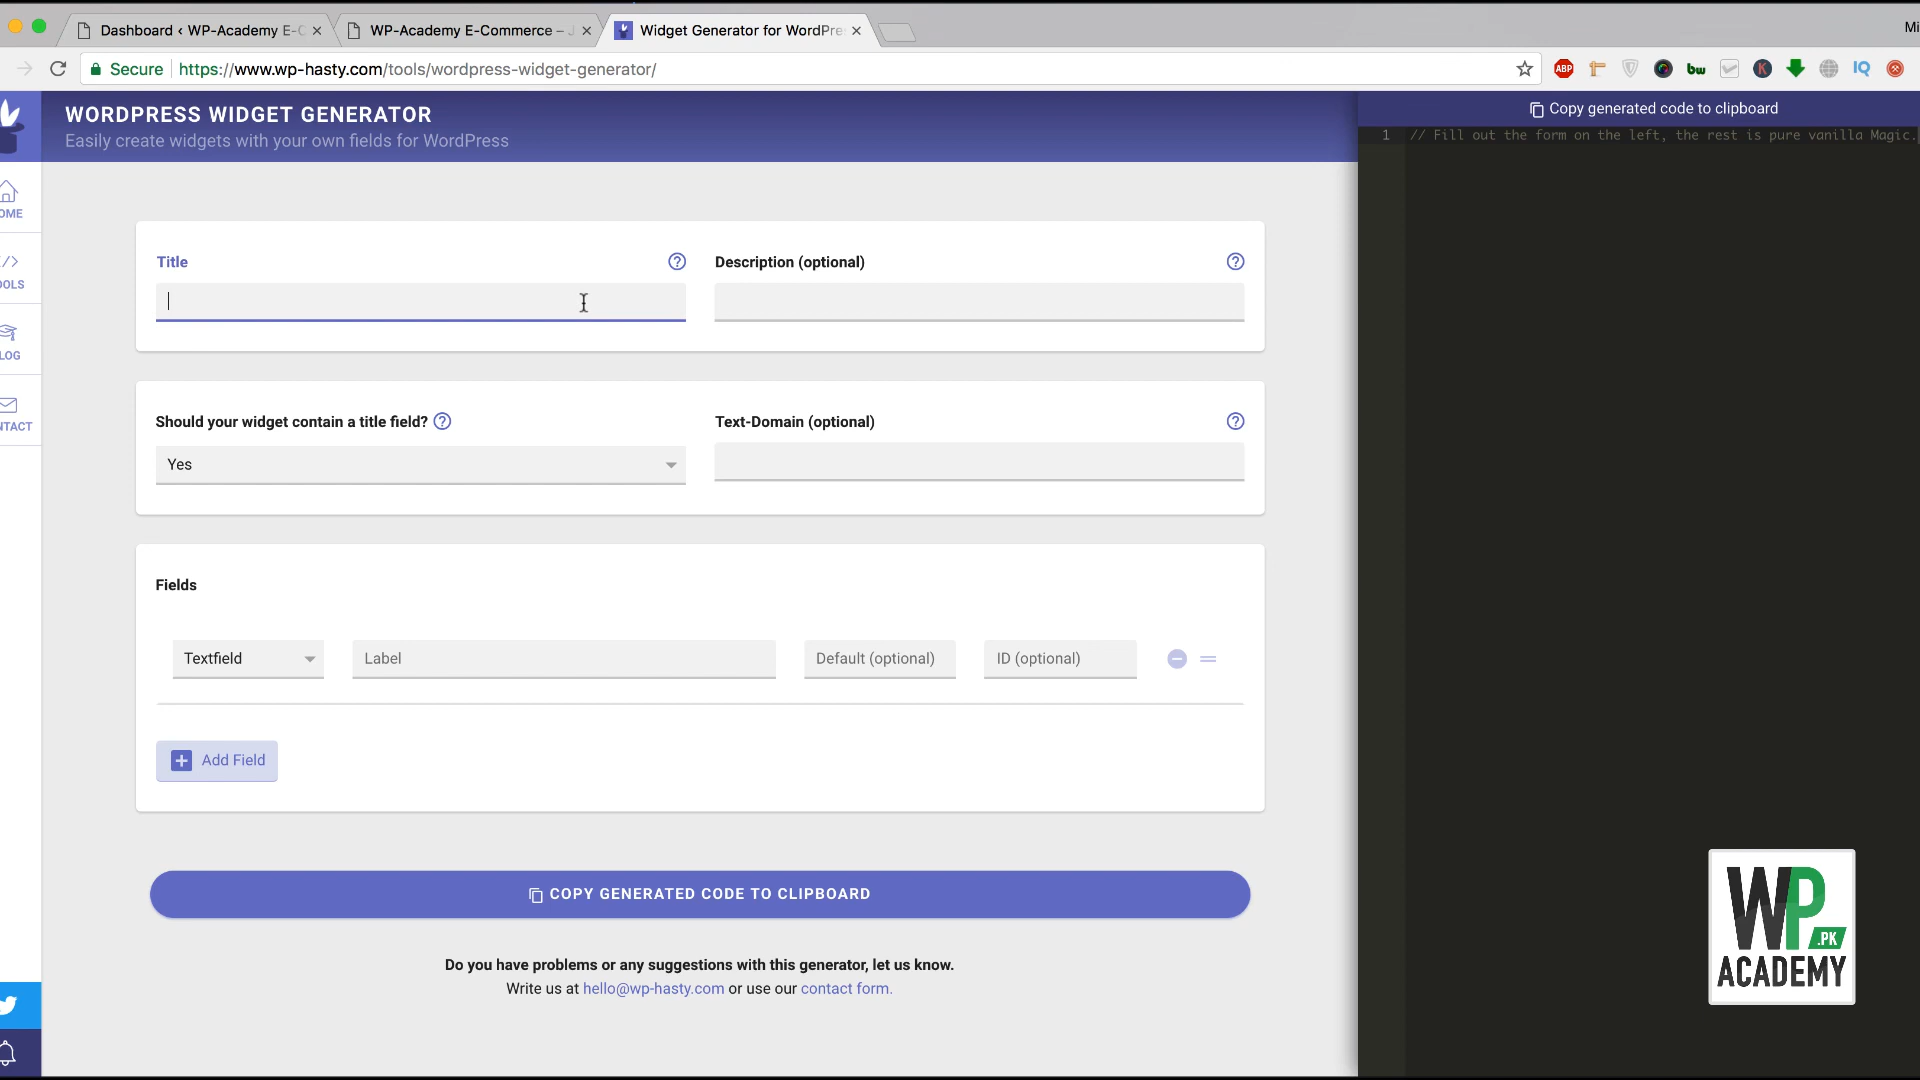 Dashboard ‹ WP-Academy E-C
WP-Academy E-Commerce –
Widget Generator for WordPre
Mi
Secure
https://www.wp-hasty.com/tools/wordpress-widget-generator/
ABP
bw
K
IQ
WORDPRESS WIDGET GENERATOR
Easily create widgets with your own fields for WordPress
Copy generated code to clipboard
1 // Fill out the form on the left, the rest is pure vanilla Magic.
OME
OOLS
LOG
NTACT
Title
Description (optional)
Should your widget contain a title field?
Text-Domain (optional)
Yes
Fields
Textfield
Label
Default (optional)
ID (optional)
Add Field
COPY GENERATED CODE TO CLIPBOARD
Do you have problems or any suggestions with this generator, let us know.
Write us at hello@wp-hasty.com or use our contact form.
WP
.PK
ACADEMY